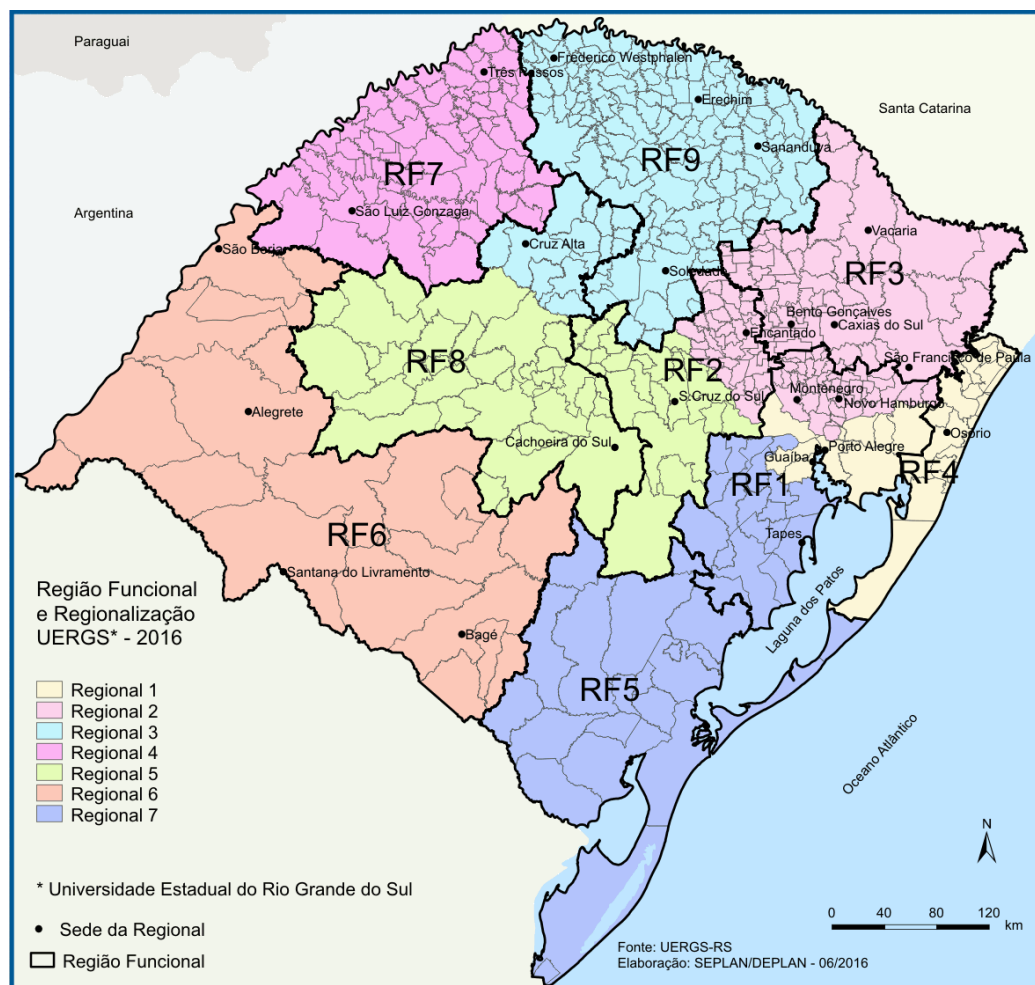 Paraguai
Frederico Westphalen
Três Passos
Erechim
Santa Catarina
Sananduva
RF9
RF7
Argentina
São Luiz Gonzaga
Vacaria
São Borja
Cruz Alta
Soledade
RF3
Bento Gonçalves
Caxias do Sul
Encantado
São Francisco de Paula
RF8
RF2
Montenegro
S.Cruz do Sul
Novo Hamburgo
Alegrete
Osório
Cachoeira do Sul
Porto Alegre
Guaíba
RF4
RF1
RF6
Tapes
Santana do Livramento
Região Funcional
e Regionalização
UERGS* - 2016
Laguna dos Patos
Bagé
RF5
Regional 1
Regional 2
Regional 3
Regional 4
Regional 5
Regional 6
Regional 7
Oceano Atlântico
N
* Universidade Estadual do Rio Grande do Sul
Sede da Regional
Região Funcional
0 40 80 120
km
Fonte: UERGS-RS
Elaboração: SEPLAN/DEPLAN - 06/2016